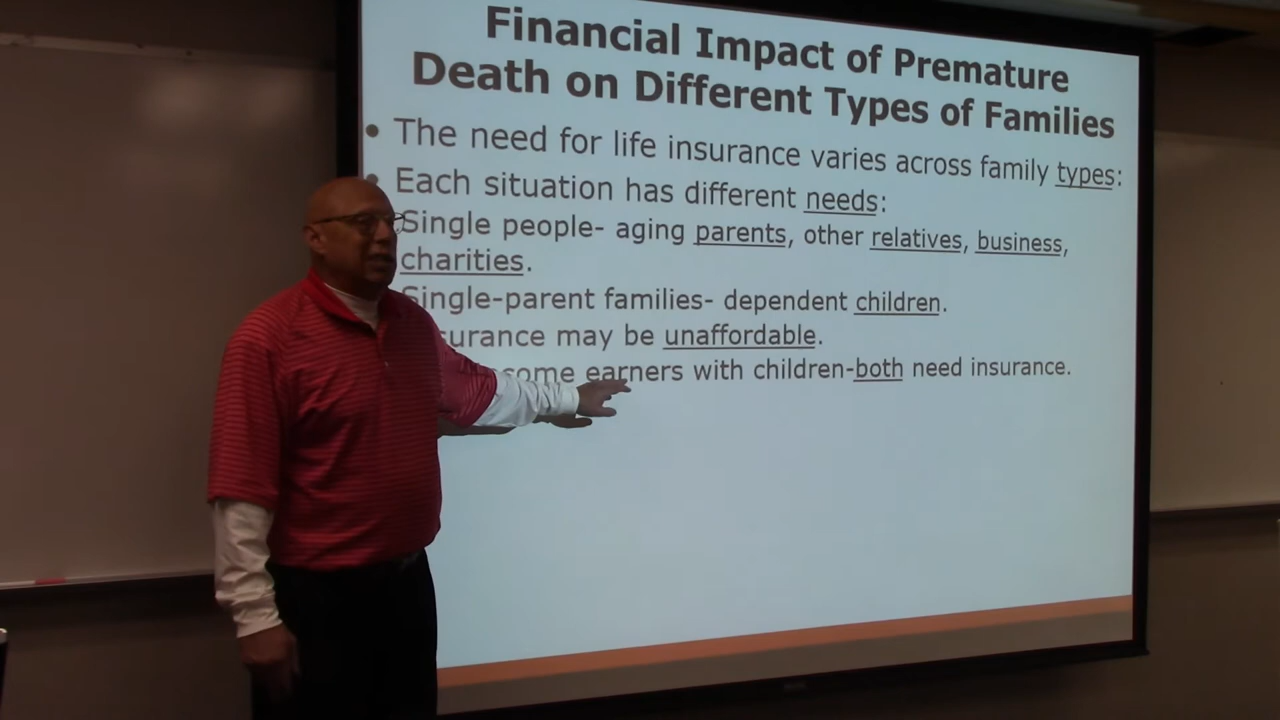 Financial Impact of Premature
Death on Different Types of Families
• The need for life insurance varies across family types:
• Each situation has different needs:
Single people- aging parents, other relatives, business,
charities.
Single-parent families- dependent children.
surance may be unaffordable.
come earners with children-both need insurance.